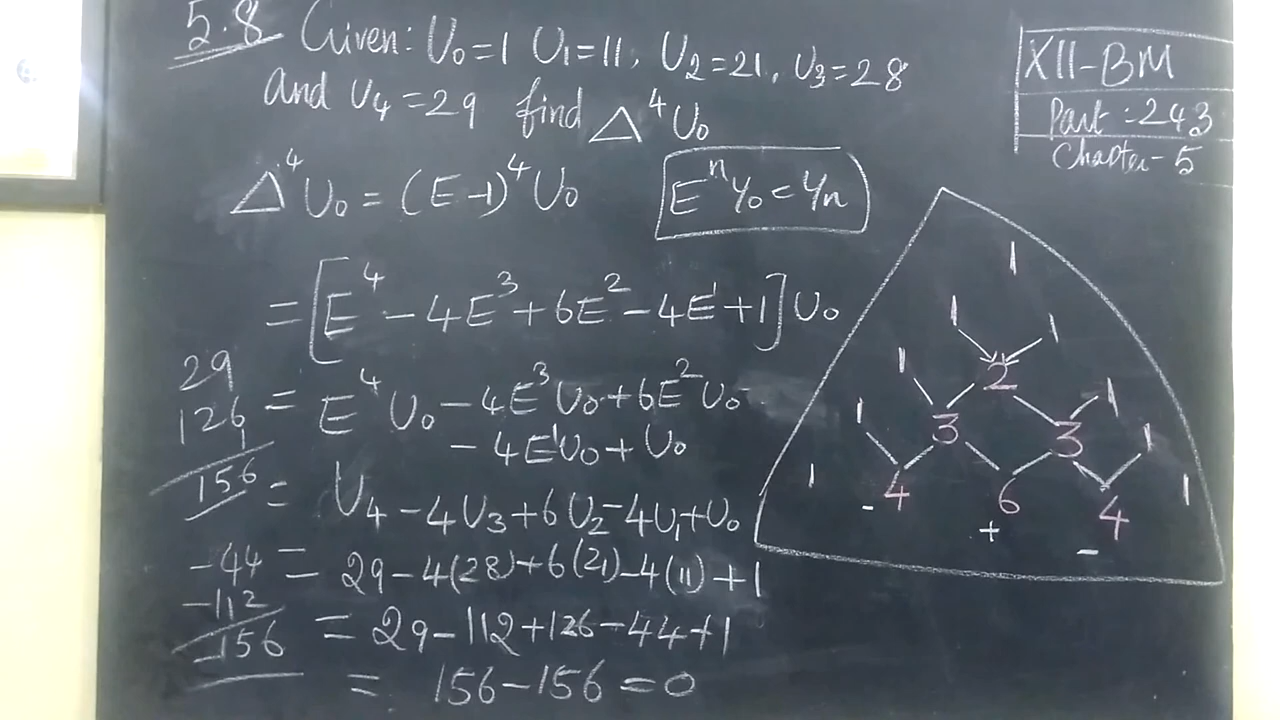 5.8 Given: U₀=1 U₁=11, U₂=21, U₃=28
and U₄=29 find Δ⁴U₀
XII-BM
Part:243
Chapter-5
Δ⁴U₀ = (E-1)⁴U₀
Eⁿy₀=yₙ
= [E⁴ - 4E³ + 6E² - 4E¹ + 1]U₀
= E⁴U₀ - 4E³U₀ + 6E²U₀
- 4E¹U₀ + U₀
= U₄ - 4U₃ + 6U₂ - 4U₁ + U₀
= 29 - 4(28) + 6(21) - 4(11) + 1
= 29 - 112 + 126 - 44 + 1
= 156 - 156 = 0
29
126
1
156
-44
-112
-156
1
1 1
1 2 1
1 3 3 1
1 4 6 4 1
- + -